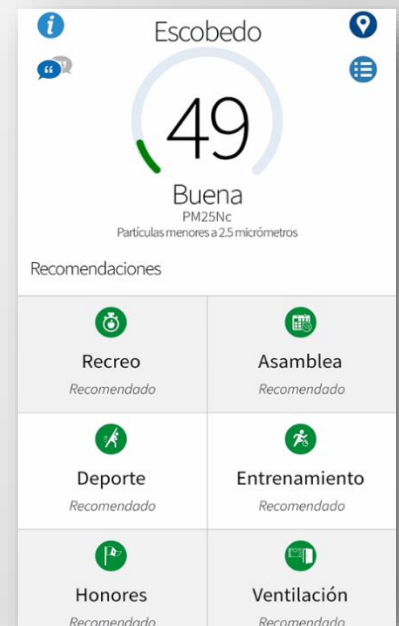 Escobedo
49
Buena
PM25Nc
Partículas menores a 2.5 micrómetros
Recomendaciones
Recreo
Recomendado
Asamblea
Recomendado
Deporte
Recomendado
Entrenamiento
Recomendado
Honores
Recomendado
Ventilación
Recomendado